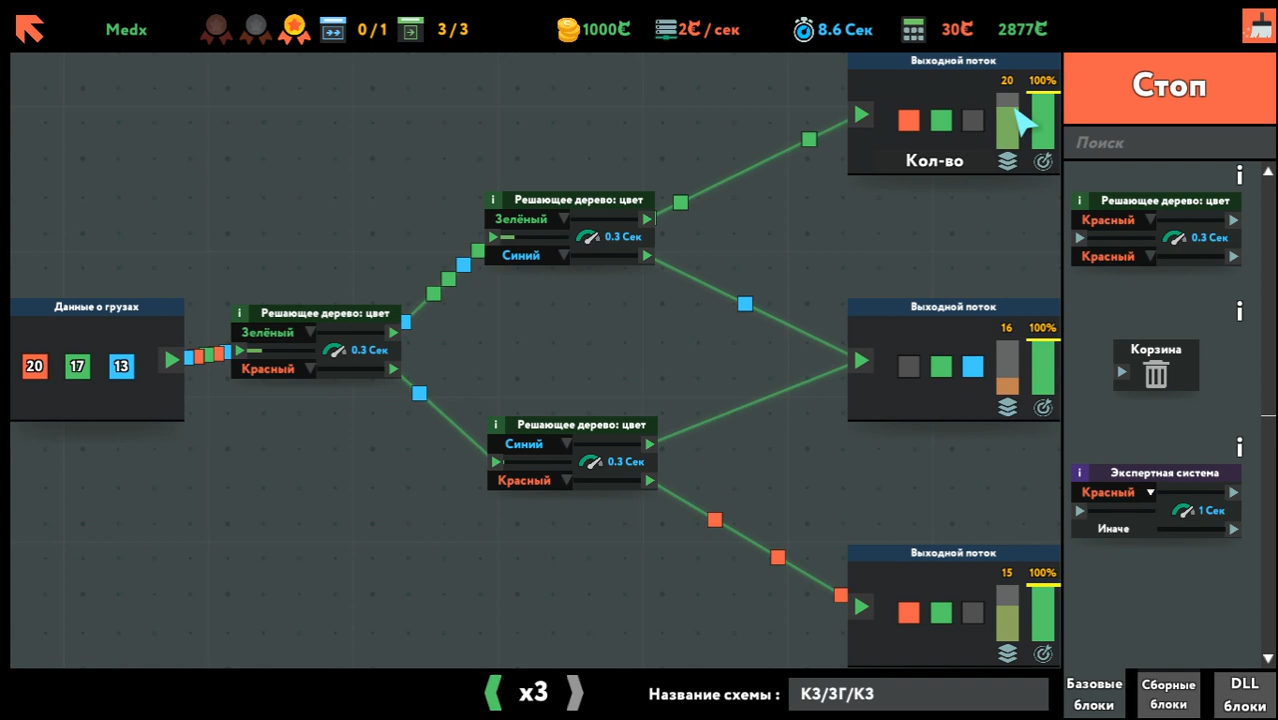 Medx
0 / 1
3 / 3
1000₢
2₢ / сек
8.6 Сек
30₢
2877₢
Выходной поток
20
100%
Кол-во
Стоп
Поиск
Решающее дерево: цвет
Красный
0.3 Сек
Красный
Решающее дерево: цвет
Зелёный
0.3 Сек
Синий
Данные о грузах
20
17
13
Решающее дерево: цвет
Зелёный
0.3 Сек
Красный
Выходной поток
16
100%
Корзина
Решающее дерево: цвет
Синий
0.3 Сек
Красный
Экспертная система
Красный
1 Сек
Иначе
Выходной поток
15
100%
x3
Название схемы :
КЗ/ЗГ/КЗ
Базовые
блоки
Сборные
блоки
DLL
блоки